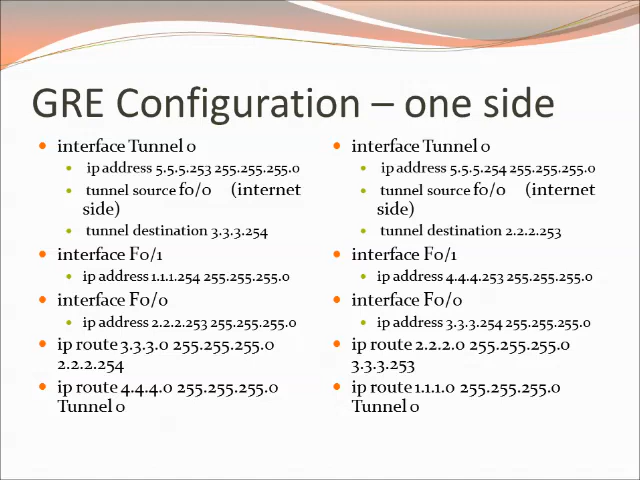 GRE Configuration – one side
interface Tunnel 0
ip address 5.5.5.253 255.255.255.0
tunnel source f0/0 (internet
side)
tunnel destination 3.3.3.254
interface F0/1
ip address 1.1.1.254 255.255.255.0
interface F0/0
ip address 2.2.2.253 255.255.255.0
ip route 3.3.3.0 255.255.255.0
2.2.2.254
ip route 4.4.4.0 255.255.255.0
Tunnel 0
interface Tunnel 0
ip address 5.5.5.254 255.255.255.0
tunnel source f0/0 (internet
side)
tunnel destination 2.2.2.253
interface F0/1
ip address 4.4.4.253 255.255.255.0
interface F0/0
ip address 3.3.3.254 255.255.255.0
ip route 2.2.2.0 255.255.255.0
3.3.3.253
ip route 1.1.1.0 255.255.255.0
Tunnel 0